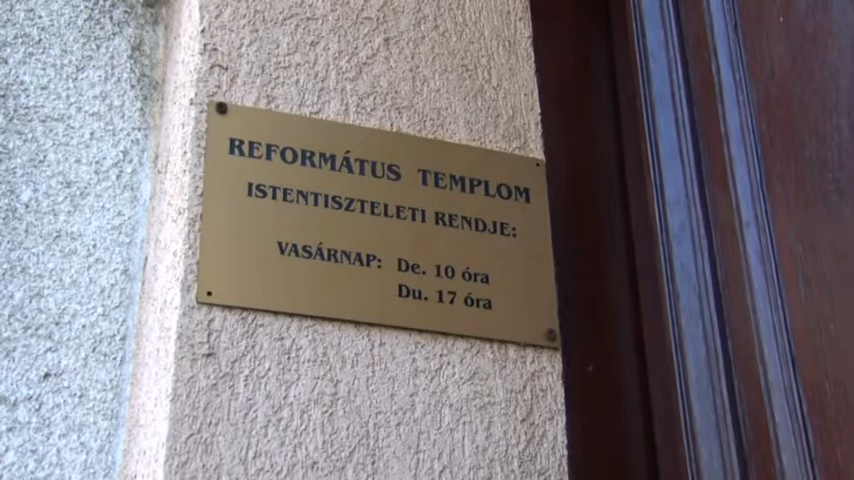 REFORMÁTUS TEMPLOM
ISTENTISZTELETI RENDJE:
VASÁRNAP: De. 10 óra
Du. 17 óra